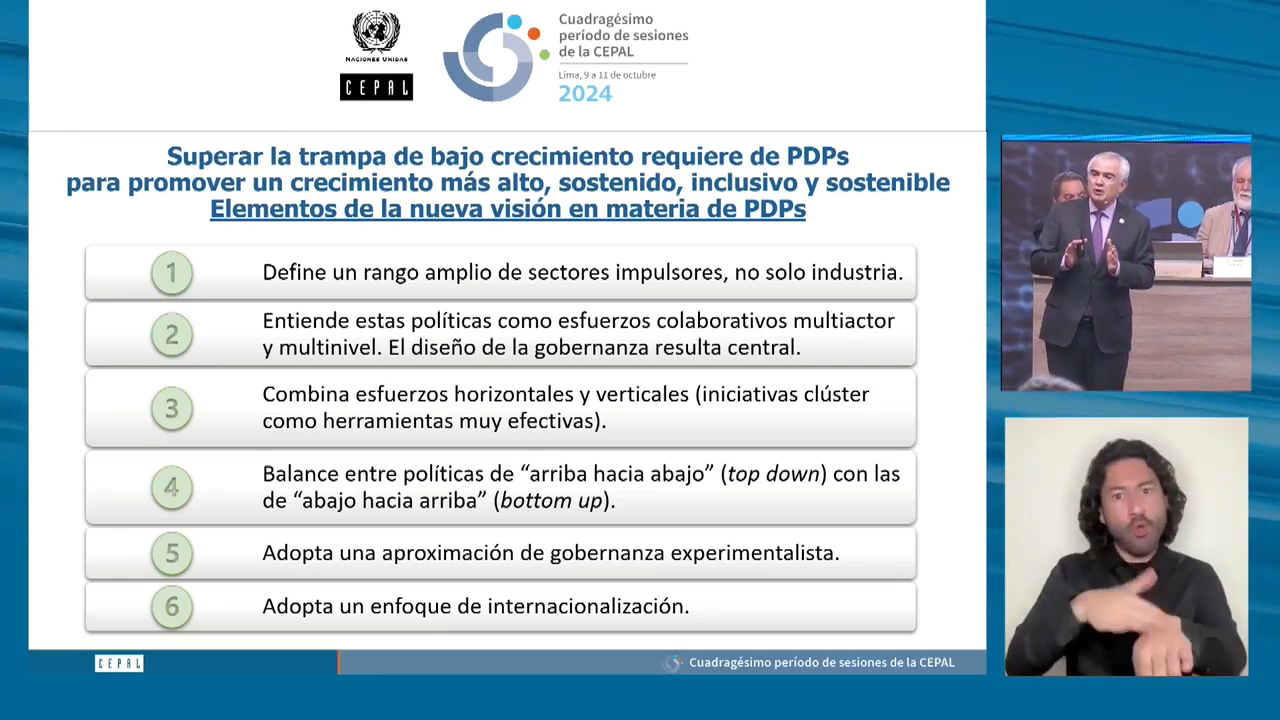 NACIONES UNIDAS
CEPAL
Cuadragésimo
período de sesiones
de la CEPAL
Lima, 9 a 11 de octubre
2024
Superar la trampa de bajo crecimiento requiere de PDPs
para promover un crecimiento más alto, sostenido, inclusivo y sostenible
Elementos de la nueva visión en materia de PDPs
1
Define un rango amplio de sectores impulsores, no solo industria.
2
Entiende estas políticas como esfuerzos colaborativos multiactor
y multinivel. El diseño de la gobernanza resulta central.
3
Combina esfuerzos horizontales y verticales (iniciativas clúster
como herramientas muy efectivas).
4
Balance entre políticas de “arriba hacia abajo” (top down) con las
de “abajo hacia arriba” (bottom up).
5
Adopta una aproximación de gobernanza experimentalista.
6
Adopta un enfoque de internacionalización.
CEPAL
Cuadragésimo período de sesiones de la CEPAL